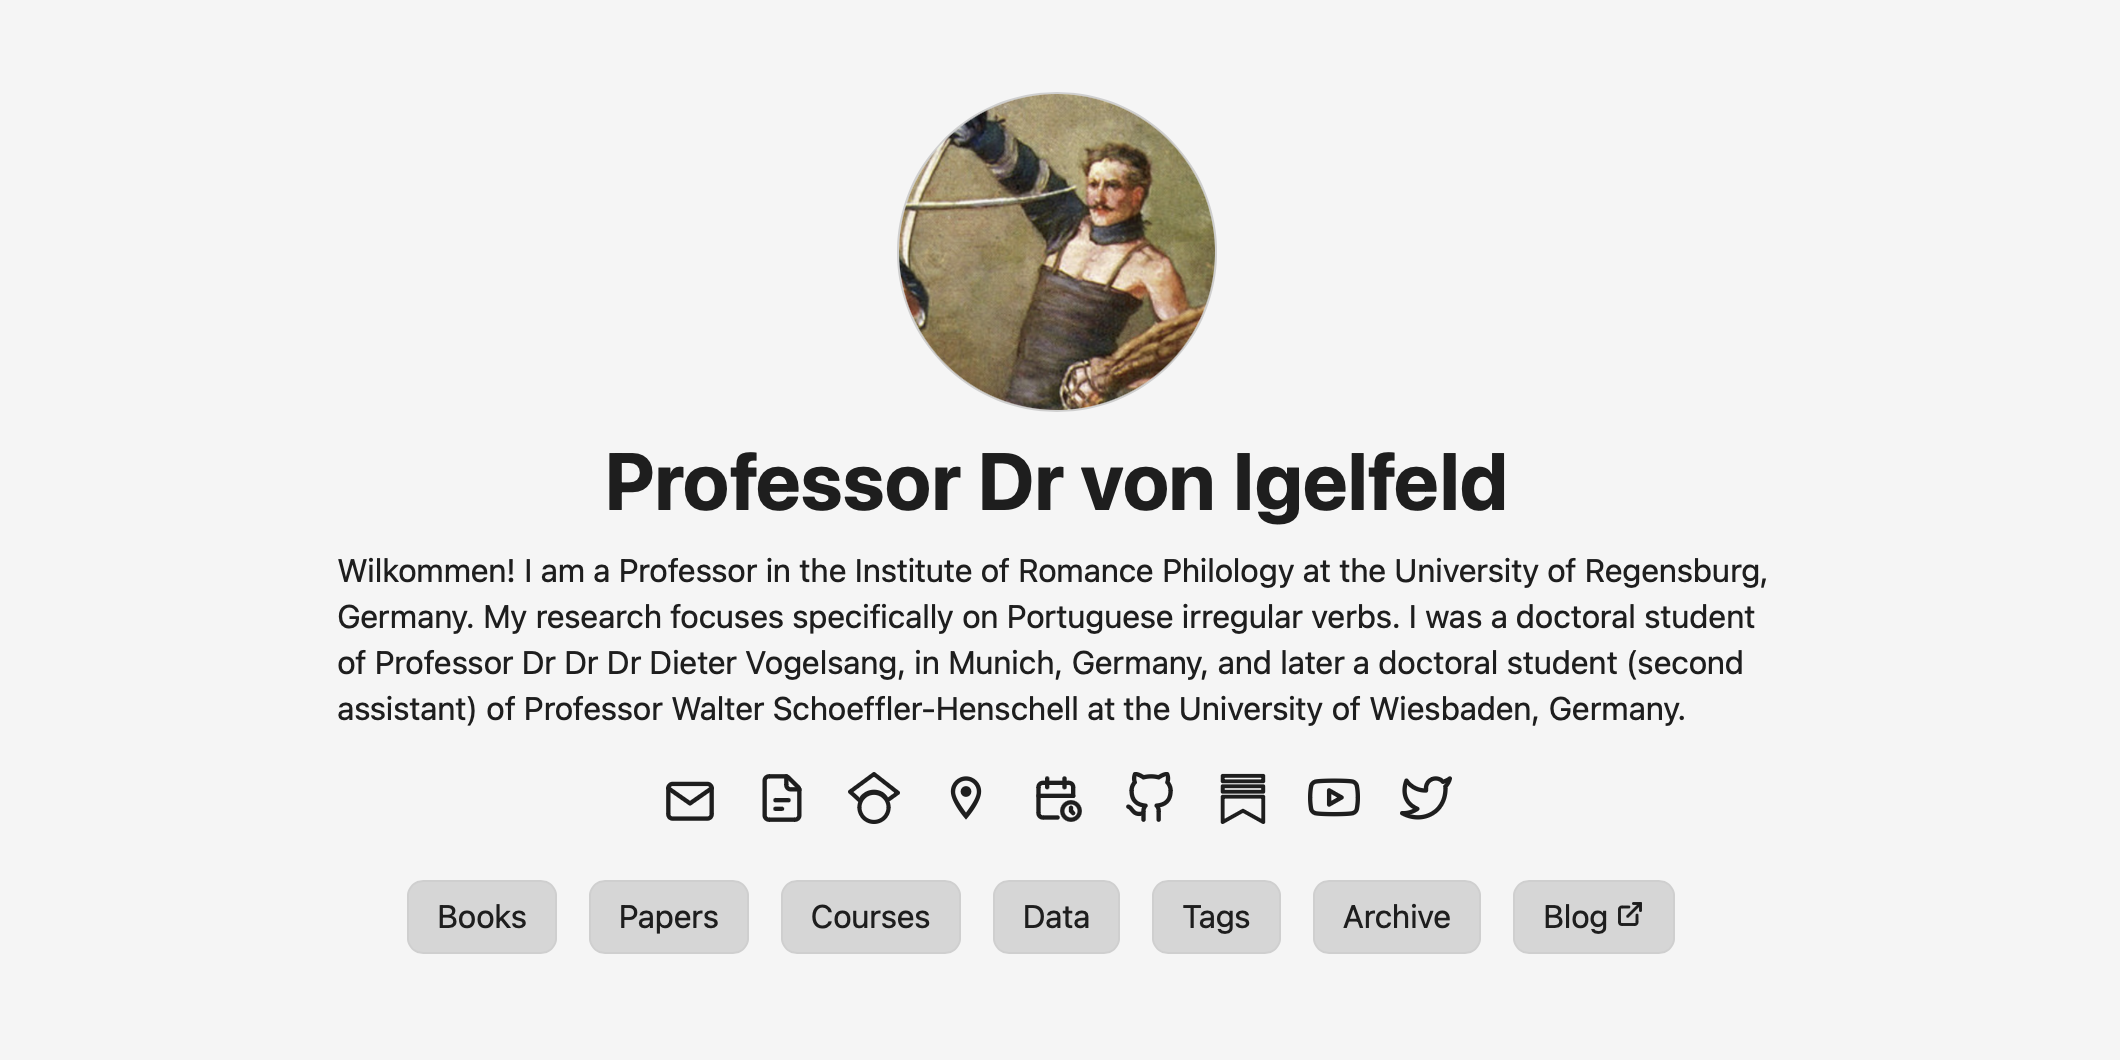 Professor Dr von Igelfeld
Wilkommen! I am a Professor in the Institute of Romance Philology at the University of Regensburg,
Germany. My research focuses specifically on Portuguese irregular verbs. I was a doctoral student
of Professor Dr Dr Dr Dieter Vogelsang, in Munich, Germany, and later a doctoral student (second
assistant) of Professor Walter Schoeffler-Henschell at the University of Wiesbaden, Germany.
Books Papers Courses Data Tags Archive Blog